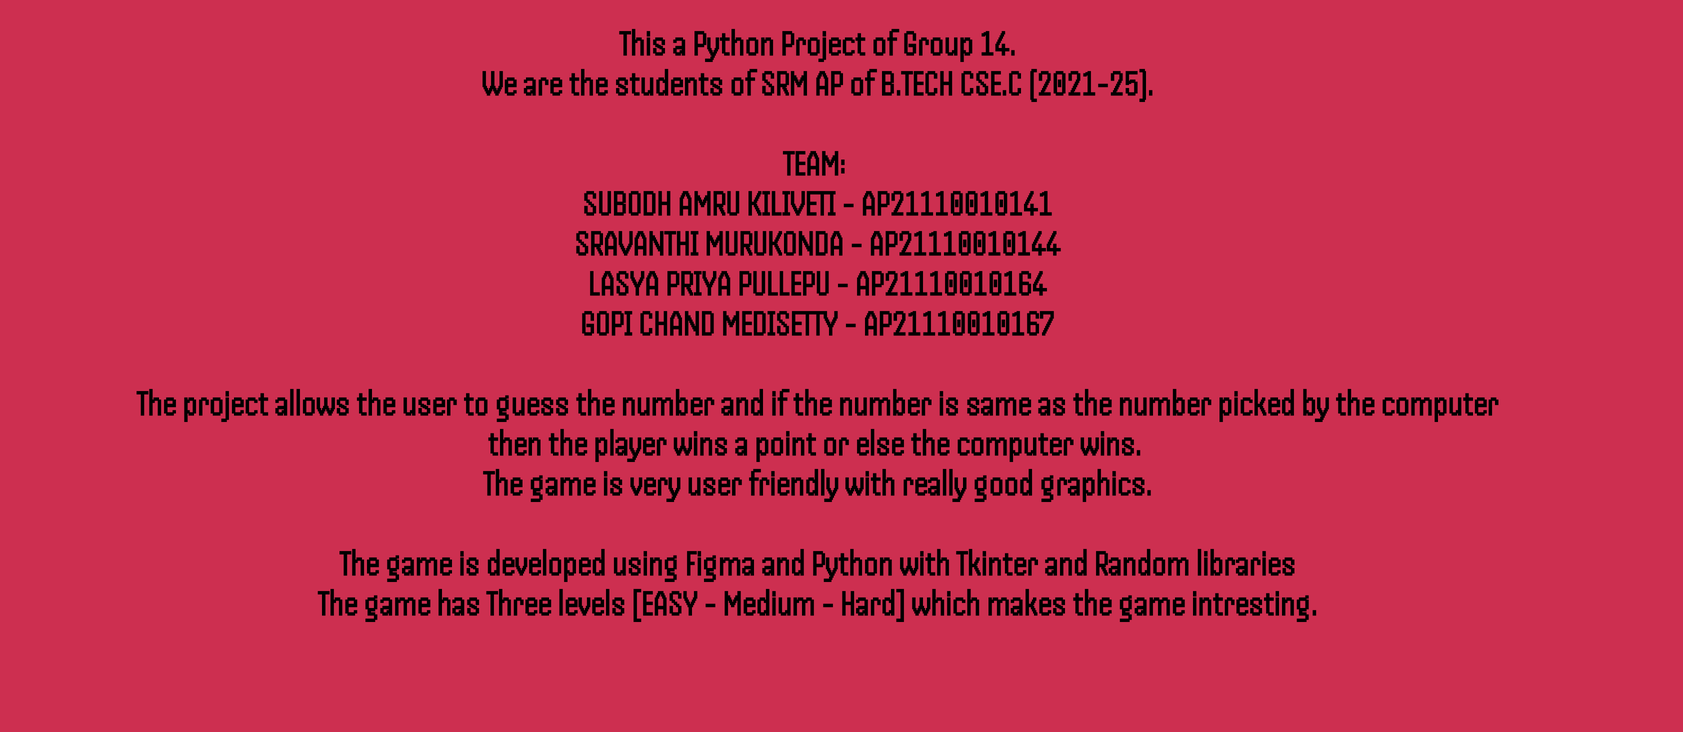 This a Python Project of Group 14.
We are the students of SRM AP of B.TECH CSE.C [2021-25].
TEAM:
SUBODH AMRU KILIVETI - AP21110010141
SRAVANTHI MURUKONDA - AP21110010144
LASYA PRIYA PULLEPU - AP21110010164
GOPI CHAND MEDISETTY - AP21110010167
The project allows the user to guess the number and if the number is same as the number picked by the computer
then the player wins a point or else the computer wins.
The game is very user friendly with really good graphics.
The game is developed using Figma and Python with Tkinter and Random libraries
The game has Three levels [EASY - Medium - Hard] which makes the game intresting.